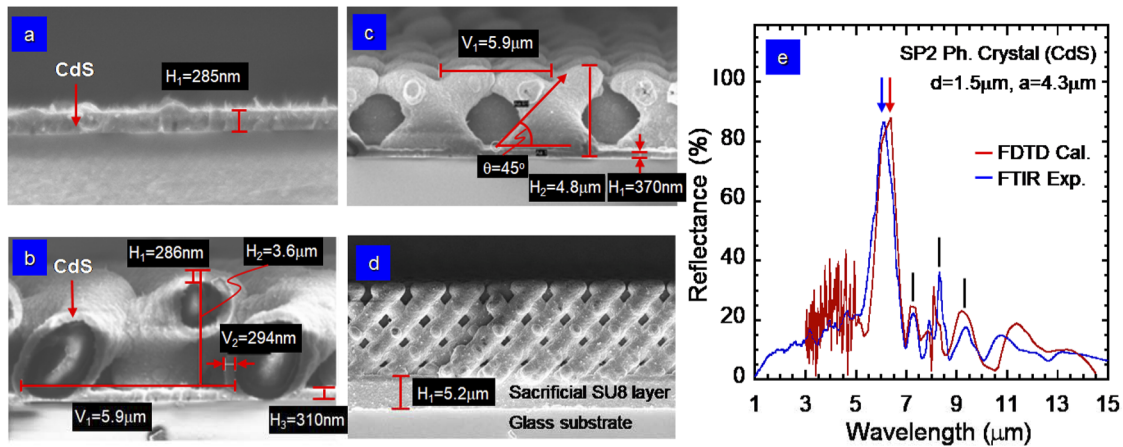 a
CdS
H₁=285nm
b
CdS
H₁=286nm
H₂=3.6μm
V₂=294nm
V₁=5.9μm
H₃=310nm
c
V₁=5.9μm
θ=45°
H₂=4.8μm
H₁=370nm
d
H₁=5.2μm
Sacrificial SU8 layer
Glass substrate
e
SP2 Ph. Crystal (CdS)
d=1.5μm, a=4.3μm
FDTD Cal.
FTIR Exp.
Reflectance (%)
100
80
60
40
20
0
1 3 5 7 9 11 13 15
Wavelength (μm)